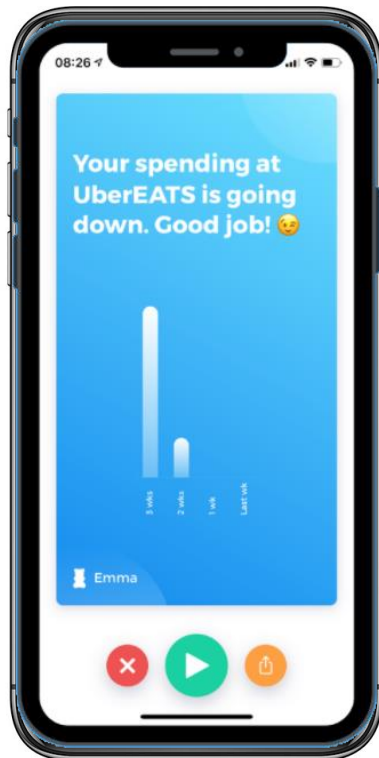 08:26
Your spending at
UberEATS is going
down. Good job! 😉
3 wks
2 wks
1 wk
Last wk
Emma